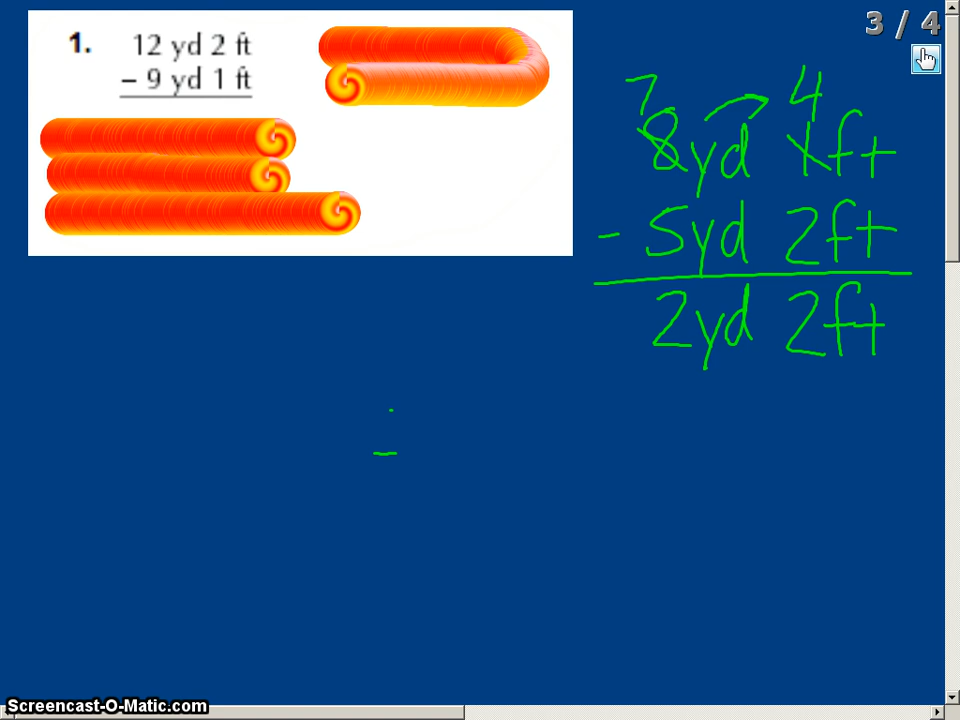 3 / 4
1. 12 yd 2 ft
– 9 yd 1 ft
7 4
8yd 1ft
- 5yd 2ft
2yd 2ft
Screencast-O-Matic.com